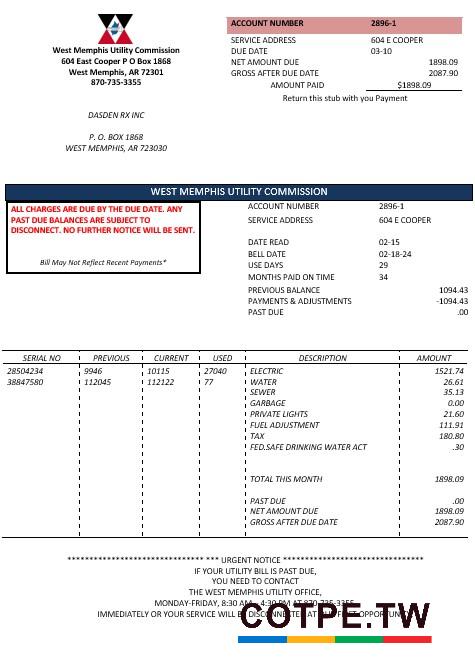 West Memphis Utility Commission
604 East Cooper P O Box 1868
West Memphis, AR 72301
870-735-3355
ACCOUNT NUMBER 2896-1
SERVICE ADDRESS 604 E COOPER
DUE DATE 03-10
NET AMOUNT DUE 1898.09
GROSS AFTER DUE DATE 2087.90
AMOUNT PAID $1898.09
Return this stub with you Payment
DASDEN RX INC
P. O. BOX 1868
WEST MEMPHIS, AR 723030
WEST MEMPHIS UTILITY COMMISSION
ALL CHARGES ARE DUE BY THE DUE DATE. ANY
PAST DUE BALANCES ARE SUBJECT TO
DISCONNECT. NO FURTHER NOTICE WILL BE SENT.
Bill May Not Reflect Recent Payments*
ACCOUNT NUMBER 2896-1
SERVICE ADDRESS 604 E COOPER
DATE READ 02-15
BELL DATE 02-18-24
USE DAYS 29
MONTHS PAID ON TIME 34
PREVIOUS BALANCE 1094.43
PAYMENTS & ADJUSTMENTS -1094.43
PAST DUE .00
SERIAL NO PREVIOUS CURRENT USED DESCRIPTION AMOUNT
28504234 9946 10115 27040 ELECTRIC 1521.74
38847580 112045 112122 77 WATER 26.61
SEWER 35.13
GARBAGE 0.00
PRIVATE LIGHTS 21.60
FUEL ADJUSTMENT 111.91
TAX 180.80
FED.SAFE DRINKING WATER ACT .30
TOTAL THIS MONTH 1898.09
PAST DUE .00
NET AMOUNT DUE 1898.09
GROSS AFTER DUE DATE 2087.90
**************************** *** URGENT NOTICE ********************************
IF YOUR UTILITY BILL IS PAST DUE,
YOU NEED TO CONTACT
THE WEST MEMPHIS UTILITY OFFICE,
MONDAY-FRIDAY, 8:30 AM - 4:30 PM AT 870-735-3355
IMMEDIATELY OR YOUR SERVICE WILL BE DISCONNECTED AT OUR FIRST OPPORTUNITY
COTPE.TW